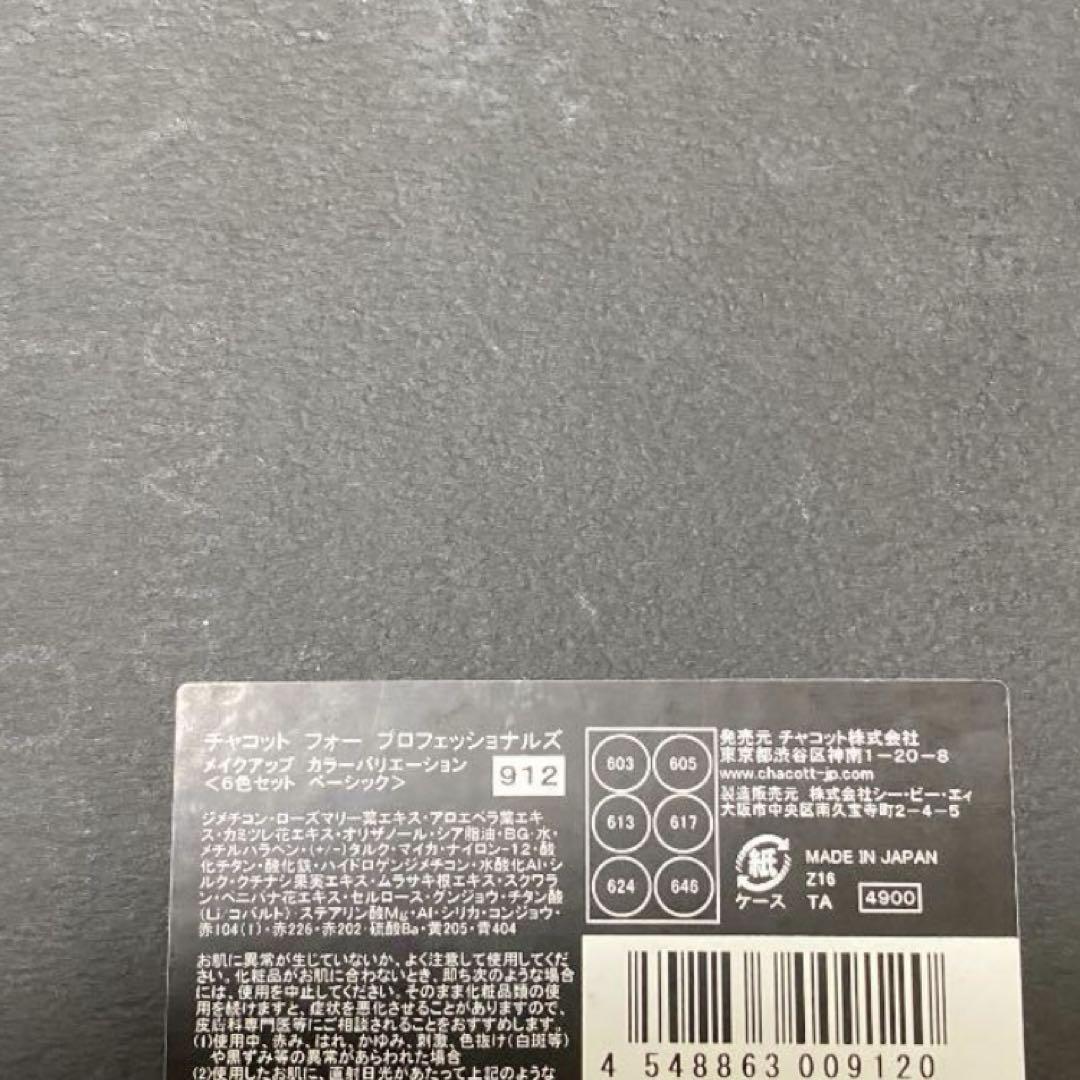 チャコット フォー プロフェッショナルズ
メイクアップ カラーバリエーション
<6色セット ベーシック>
912
ジメチコン・ローズマリー葉エキス・アロエベラ葉エキ
ス・カミツレ花エキス・オリザノール・シア脂油・BG・水・
メチルパラベン・(+/-)タルク・マイカ・ナイロン-12・酸
化チタン・酸化鉄・ハイドロゲンジメチコン・水酸化Al・シ
ルク・クチナシ果実エキス・ムラサキ根エキス・スクワラ
ン・ベニバナ花エキス・セルロース・グンジョウ・チタン酸
(Li/コバルト)・ステアリン酸Mg・Al・シリカ・コンジョウ・
赤104(1)・赤226・赤202・硫酸Ba・黄205・青404
お肌に異常が生じていないか、よく注意して使用してくだ
さい。化粧品がお肌に合わないとき、即ち次のような場合
には、使用を中止してください。そのまま化粧品類の使
用を続けますと、症状を悪化させることがありますので、
皮膚科専門医等にご相談されることをおすすめします。
(1)使用中、赤み、はれ、かゆみ、刺激、色抜け(白斑等)
や黒ずみ等の異常があらわれた場合
(2)使用したお肌に、直射日光があたって上記のような
603 605
613 617
624 646
発売元 チャコット株式会社
東京都渋谷区神南1-20-8
www.chacott-jp.com
製造販売元 株式会社シー・ビー・エィ
大阪市中央区南久宝寺町2-4-5
紙
ケース
MADE IN JAPAN
Z16
TA
4900
4 548863 009120